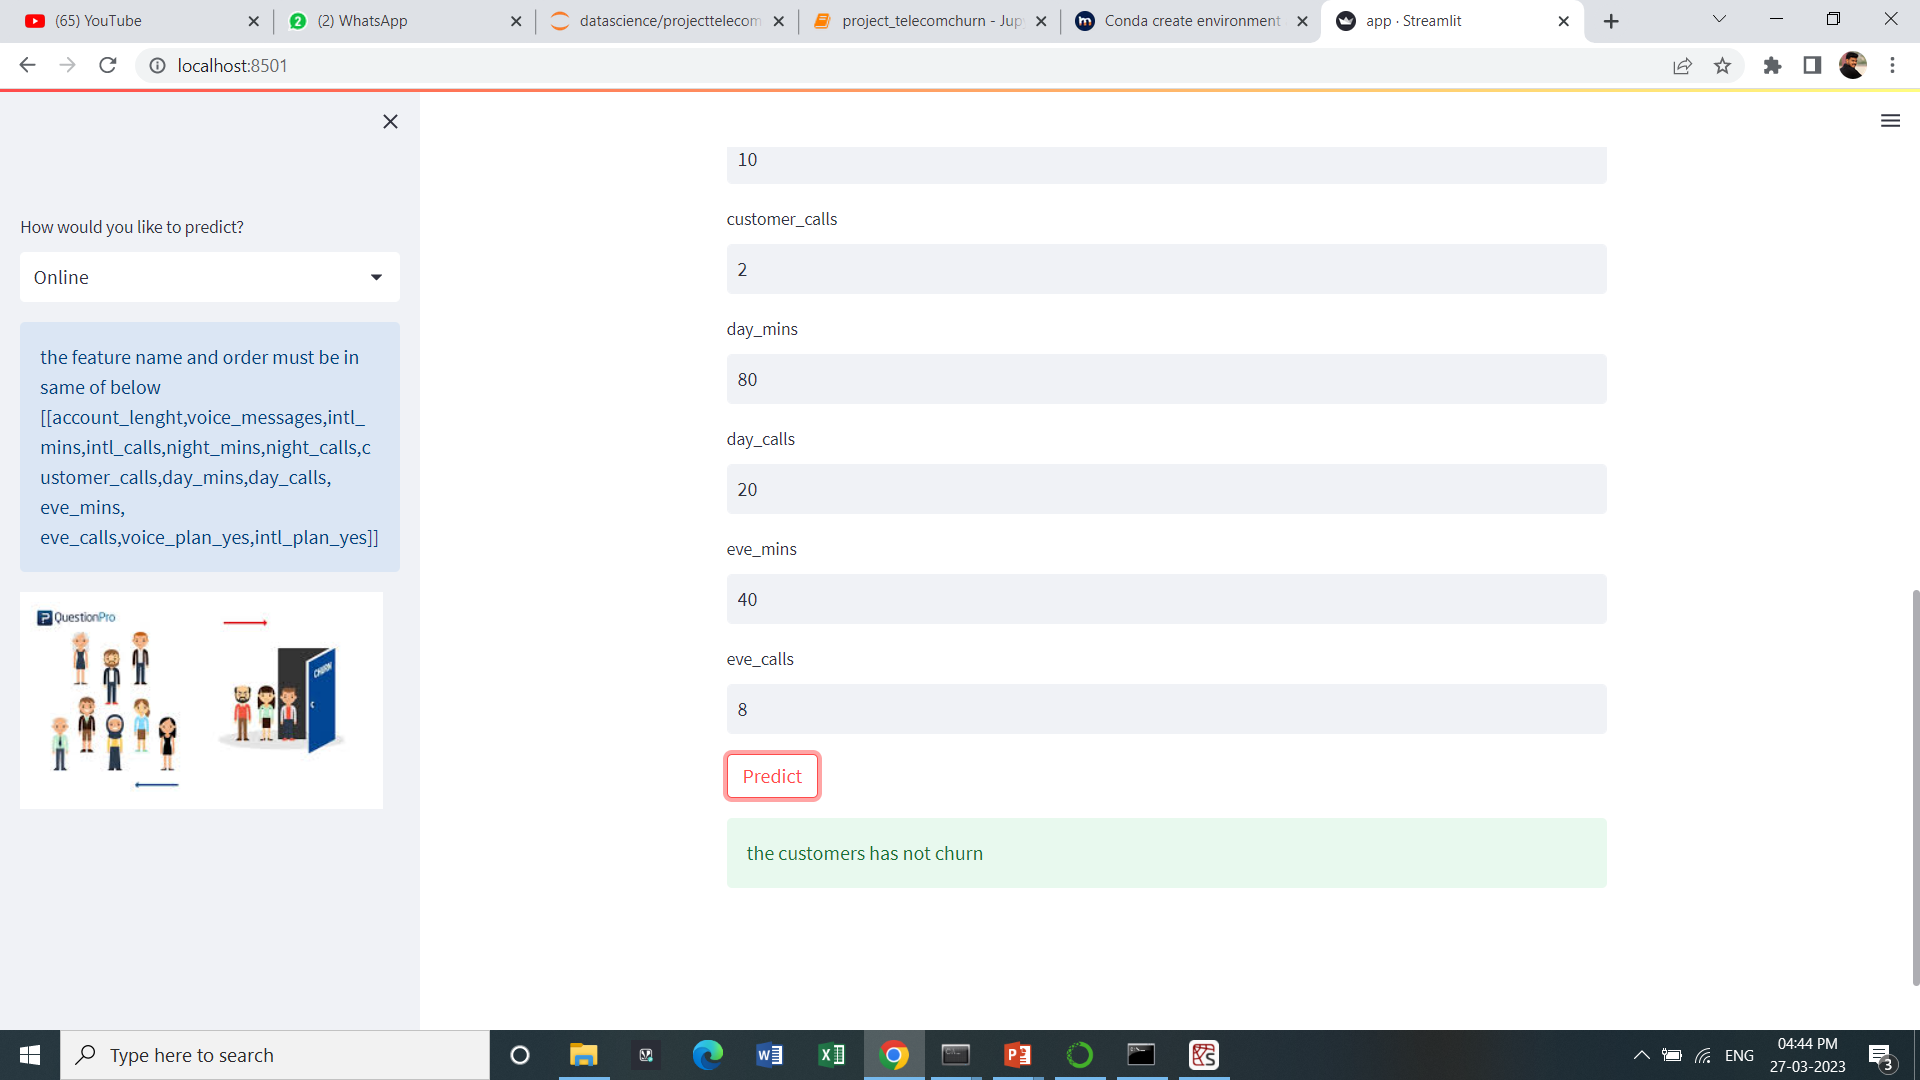 (65) YouTube
(2) WhatsApp
datascience/projecttelecom
project_telecomchurn - Jup
Conda create environment
app · Streamlit
localhost:8501
How would you like to predict?
Online
the feature name and order must be in
same of below
[[account_lenght,voice_messages,intl_
mins,intl_calls,night_mins,night_calls,c
ustomer_calls,day_mins,day_calls,
eve_mins,
eve_calls,voice_plan_yes,intl_plan_yes]]
QuestionPro
CHURN
10
customer_calls
2
day_mins
80
day_calls
20
eve_mins
40
eve_calls
8
Predict
the customers has not churn
Type here to search
ENG
04:44 PM
27-03-2023
3